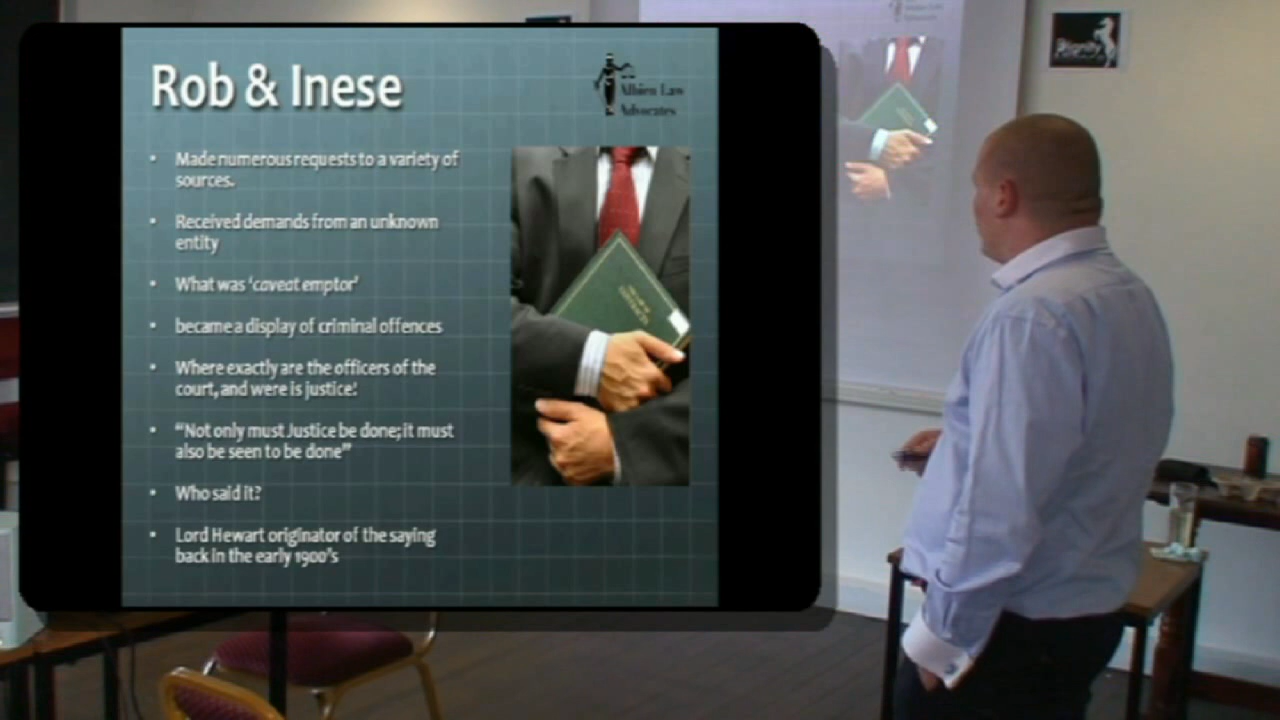 Rob & Inese
Albion Law
Advocates
• Made numerous requests to a variety of
sources.
• Received demands from an unknown
entity
• What was ‘caveat emptor’
• became a display of criminal offences
• Where exactly are the officers of the
court, and were is justice!
• “Not only must Justice be done; it must
also be seen to be done”
• Who said it?
• Lord Hewart originator of the saying
back in the early 1900’s
Dignity